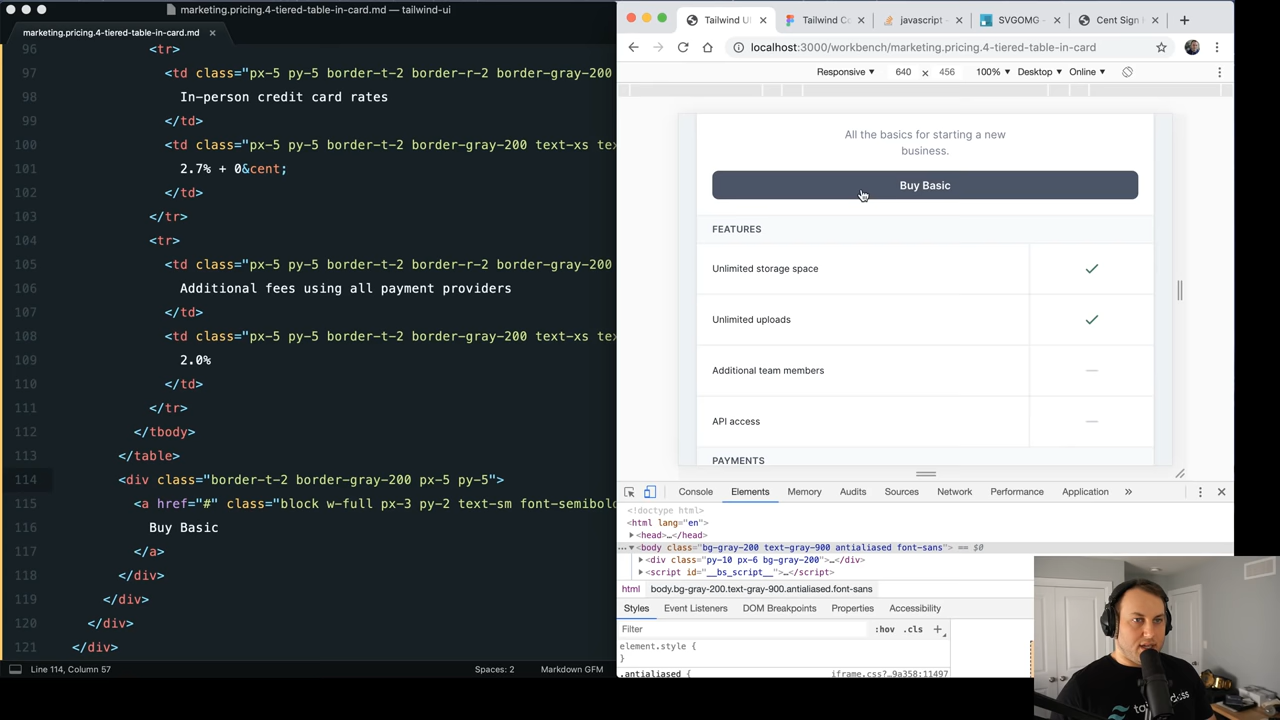 marketing.pricing.4-tiered-table-in-card.md — tailwind-ui
marketing.pricing.4-tiered-table-in-card.md ×
96 <tr>
97 <td class="px-5 py-5 border-t-2 border-r-2 border-gray-200
98 In-person credit card rates
99 </td>
100 <td class="px-5 py-5 border-t-2 border-gray-200 text-xs te
101 2.7% + 0&cent;
102 </td>
103 </tr>
104 <tr>
105 <td class="px-5 py-5 border-t-2 border-r-2 border-gray-200
106 Additional fees using all payment providers
107 </td>
108 <td class="px-5 py-5 border-t-2 border-gray-200 text-xs te
109 2.0%
110 </td>
111 </tr>
112 </tbody>
113 </table>
114 <div class="border-t-2 border-gray-200 px-5 py-5">
115 <a href="#" class="block w-full px-3 py-2 text-sm font-semibol
116 Buy Basic
117 </a>
118 </div>
119 </div>
120 </div>
121 </div>
Line 114, Column 57
Spaces: 2
Markdown GFM
Tailwind U
Tailwind C
javascript -
SVGOMG -
Cent Sign
localhost:3000/workbench/marketing.pricing.4-tiered-table-in-card
Responsive ▼ 640 × 456 100% ▼ Desktop ▼ Online ▼
All the basics for starting a new
business.
Buy Basic
FEATURES
Unlimited storage space
Unlimited uploads
Additional team members
API access
PAYMENTS
Console Elements Memory Audits Sources Network Performance Application »
<!doctype html>
<html lang="en">
<head>…</head>
<body class="bg-gray-200 text-gray-900 antialiased font-sans"> == $0
<div class="py-10 px-6 bg-gray-200">…</div>
<script id="__bs_script__">…</script>
html body.bg-gray-200.text-gray-900.antialiased.font-sans
Styles Event Listeners DOM Breakpoints Properties Accessibility
Filter :hov .cls +
element.style {
}
.antialiased { iframe.css?…9a358:11497